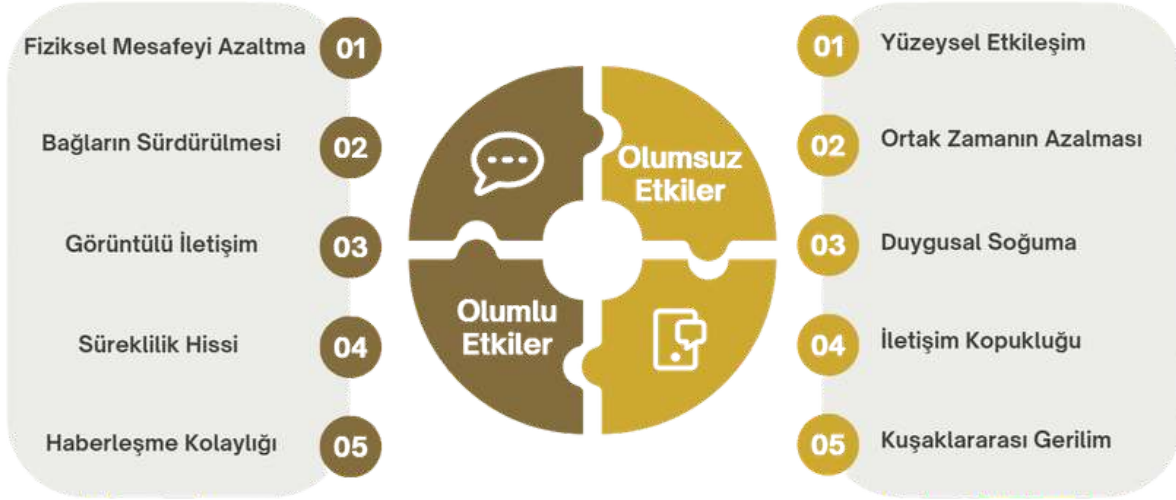 Fiziksel Mesafeyi Azaltma 01
Bağların Sürdürülmesi 02
Görüntülü İletişim 03
Süreklilik Hissi 04
Haberleşme Kolaylığı 05
Olumlu
Etkiler
Olumsuz
Etkiler
01 Yüzeysel Etkileşim
02 Ortak Zamanın Azalması
03 Duygusal Soğuma
04 İletişim Kopukluğu
05 Kuşaklararası Gerilim